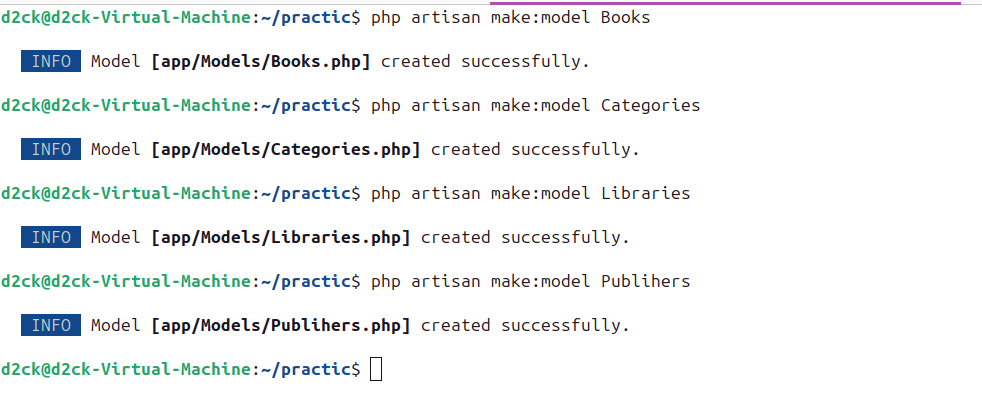 d2ck@d2ck-Virtual-Machine:~/practic$ php artisan make:model Books
INFO Model [app/Models/Books.php] created successfully.
d2ck@d2ck-Virtual-Machine:~/practic$ php artisan make:model Categories
INFO Model [app/Models/Categories.php] created successfully.
d2ck@d2ck-Virtual-Machine:~/practic$ php artisan make:model Libraries
INFO Model [app/Models/Libraries.php] created successfully.
d2ck@d2ck-Virtual-Machine:~/practic$ php artisan make:model Publihers
INFO Model [app/Models/Publihers.php] created successfully.
d2ck@d2ck-Virtual-Machine:~/practic$